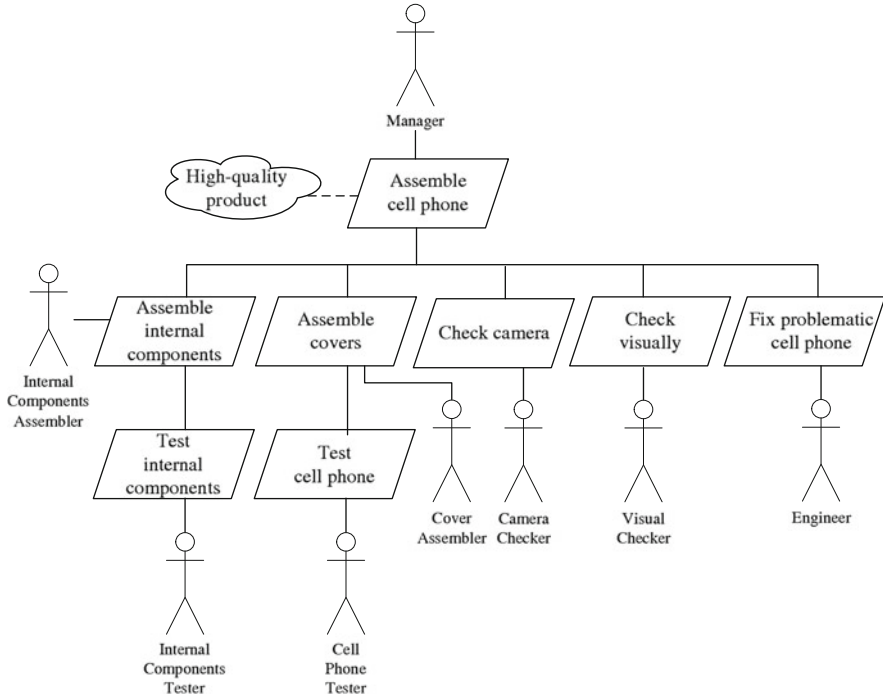 Manager
High-quality
product
Assemble
cell phone
Assemble
internal
components
Assemble
covers
Check camera
Check
visually
Fix problematic
cell phone
Internal
Components
Assembler
Test
internal
components
Test
cell phone
Cover
Assembler
Camera
Checker
Visual
Checker
Engineer
Internal
Components
Tester
Cell
Phone
Tester